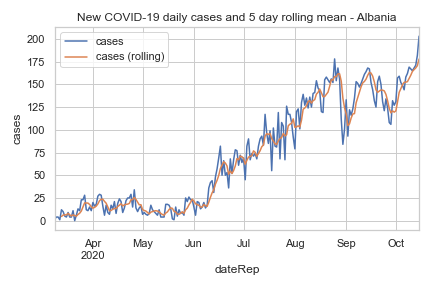 New COVID-19 daily cases and 5 day rolling mean - Albania
cases
cases (rolling)
200
175
150
125
100
75
50
25
0
cases
Apr
2020
May
Jun
Jul
Aug
Sep
Oct
dateRep